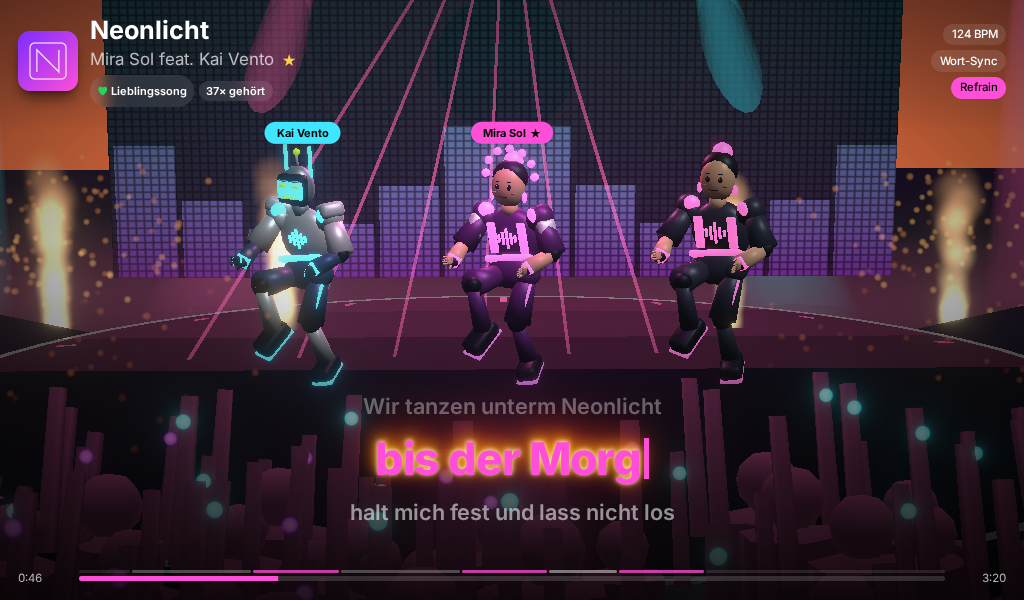 Neonlicht
Mira Sol feat. Kai Vento ★
Lieblingssong
37× gehört
124 BPM
Wort-Sync
Refrain
N
Kai Vento
Mira Sol ★
Wir tanzen unterm Neonlicht
bis der Morg
halt mich fest und lass nicht los
0:46
3:20